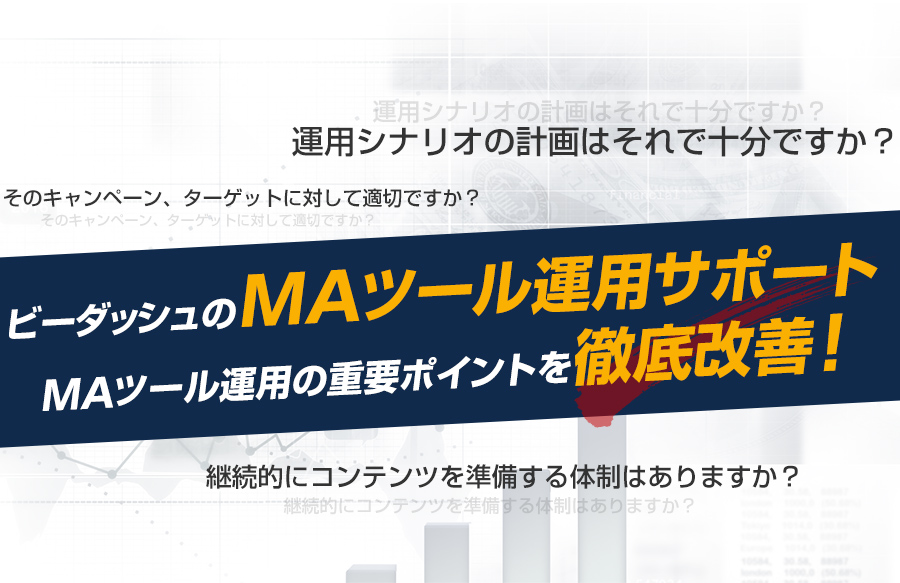 運用シナリオの計画はそれで十分ですか？
運用シナリオの計画はそれで十分ですか？
そのキャンペーン、ターゲットに対して適切ですか？
そのキャンペーン、ターゲットに対して適切ですか？
ビーダッシュのMAツール運用サポート
MAツール運用の重要ポイントを徹底改善！
継続的にコンテンツを準備する体制はありますか？
継続的にコンテンツを準備する体制はありますか？